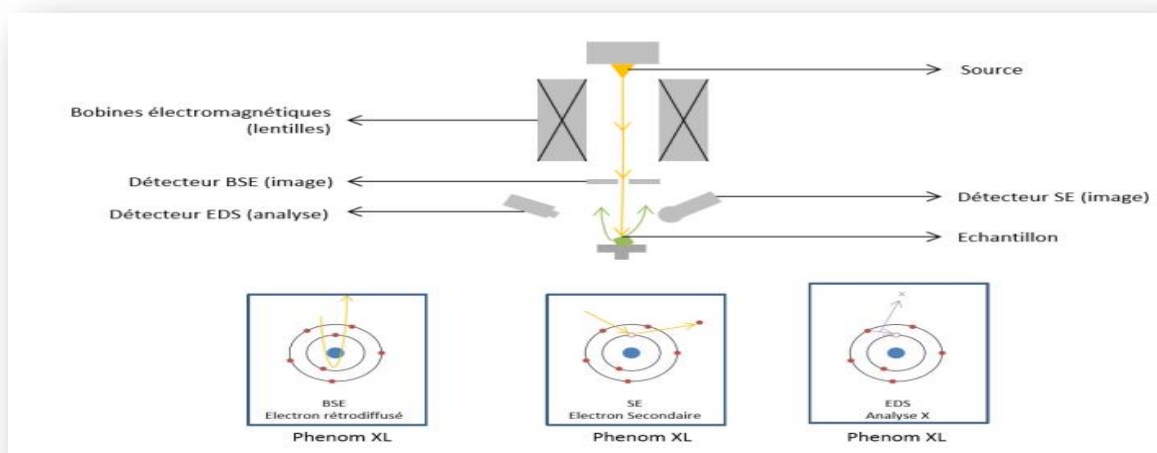 Source
Bobines électromagnétiques
(lentilles)
Détecteur BSE (image)
Détecteur EDS (analyse)
Détecteur SE (image)
Echantillon
BSE
Electron rétrodiffusé
Phenom XL
SE
Electron Secondaire
Phenom XL
x
EDS
Analyse X
Phenom XL